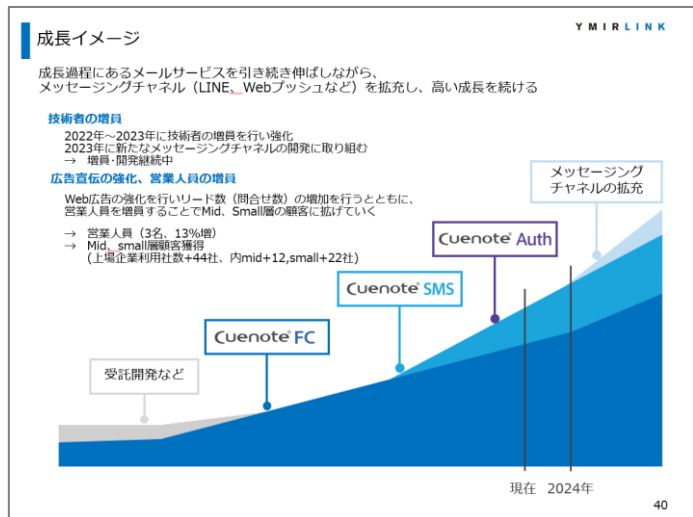 YMIRLINK
成長イメージ
成長過程にあるメールサービスを引き続き伸ばしながら、
メッセージングチャネル（LINE、Webプッシュなど）を拡充し、高い成長を続ける
技術者の増員
2022年～2023年に技術者の増員を行い強化
2023年に新たなメッセージングチャネルの開発に取り組む
→ 増員･開発継続中
広告宣伝の強化、営業人員の増員
Web広告の強化を行いリード数（問合せ数）の増加を行うとともに、
営業人員を増員することでMid、Small層の顧客に拡げていく
→ 営業人員（3名、13%増）
→ Mid、small層顧客獲得
(上場企業利用社数+44社、内mid+12,small+22社)
メッセージング
チャネルの拡充
Cuenote Auth
Cuenote SMS
Cuenote FC
受託開発など
現在 2024年
40